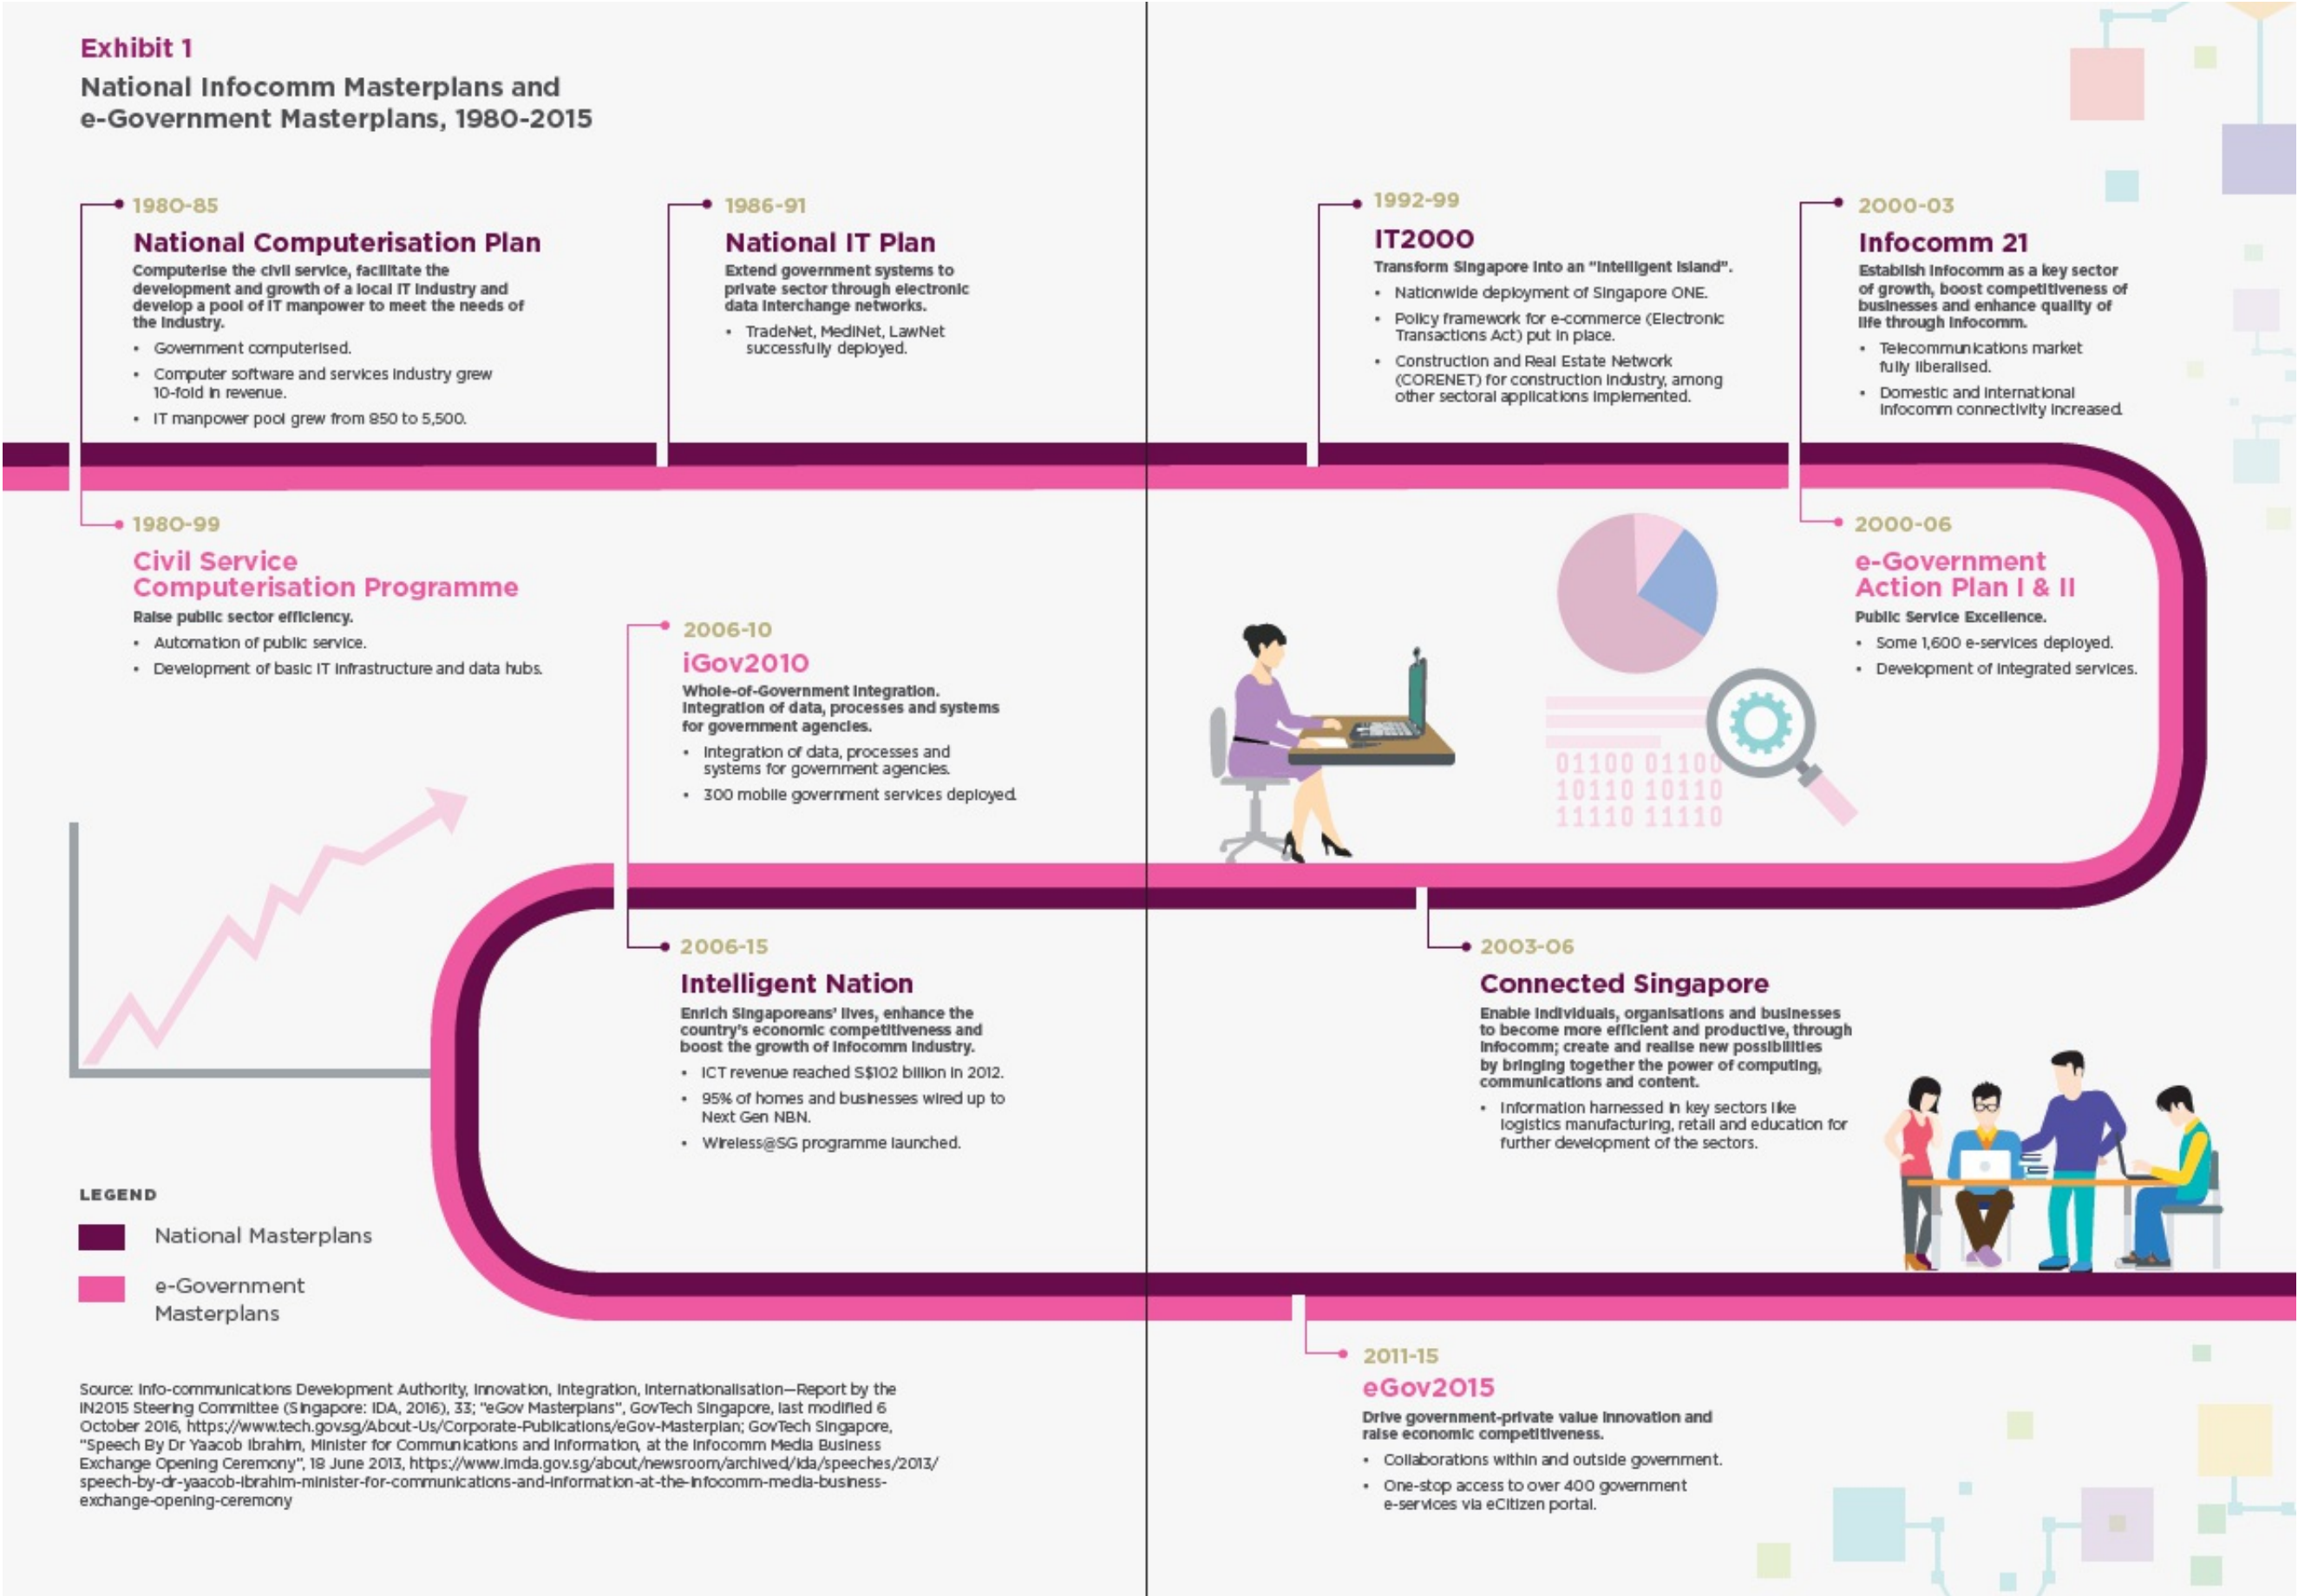 Exhibit 1
National Infocomm Masterplans and
e-Government Masterplans, 1980-2015
1980-85
National Computerisation Plan
Computerise the civil service, facilitate the
development and growth of a local IT Industry and
develop a pool of IT manpower to meet the needs of
the Industry.
• Government computerised.
• Computer software and services industry grew
10-fold in revenue.
• IT manpower pool grew from 850 to 5,500.
1986-91
National IT Plan
Extend government systems to
private sector through electronic
data interchange networks.
• TradeNet, MediNet, LawNet
successfully deployed.
1992-99
IT2000
Transform Singapore into an "Intelligent Island".
• Nationwide deployment of Singapore ONE.
• Policy framework for e-commerce (Electronic
Transactions Act) put in place.
• Construction and Real Estate Network
(CORENET) for construction industry, among
other sectoral applications implemented.
2000-03
Infocomm 21
Establish Infocomm as a key sector
of growth, boost competitiveness of
businesses and enhance quality of
life through Infocomm.
• Telecommunications market
fully liberalised.
• Domestic and international
Infocomm connectivity increased.
1980-99
Civil Service
Computerisation Programme
Raise public sector efficiency.
• Automation of public service.
• Development of basic IT infrastructure and data hubs.
2000-06
e-Government
Action Plan I & II
Public Service Excellence.
• Some 1,600 e-services deployed.
• Development of integrated services.
2006-10
iGov2010
Whole-of-Government Integration.
Integration of data, processes and systems
for government agencies.
• Integration of data, processes and
systems for government agencies.
• 300 mobile government services deployed.
01100 01100
10110 10110
11110 11110
2006-15
Intelligent Nation
Enrich Singaporeans' lives, enhance the
country's economic competitiveness and
boost the growth of Infocomm Industry.
• ICT revenue reached S$102 billion in 2012.
• 95% of homes and businesses wired up to
Next Gen NBN.
• Wireless@SG programme launched.
2003-06
Connected Singapore
Enable individuals, organisations and businesses
to become more efficient and productive, through
Infocomm; create and realise new possibilities
by bringing together the power of computing,
communications and content.
• Information harnessed in key sectors like
logistics manufacturing, retail and education for
further development of the sectors.
LEGEND
National Masterplans
e-Government
Masterplans
2011-15
eGov2015
Drive government-private value innovation and
raise economic competitiveness.
• Collaborations within and outside government.
• One-stop access to over 400 government
e-services via eCitizen portal.
Source: Info-communications Development Authority, Innovation, Integration, Internationalisation—Report by the
IN2015 Steering Committee (Singapore: IDA, 2016), 33; "eGov Masterplans", GovTech Singapore, last modified 6
October 2016, https://www.tech.gov.sg/About-Us/Corporate-Publications/eGov-Masterplan; GovTech Singapore,
"Speech By Dr Yaacob Ibrahim, Minister for Communications and Information, at the Infocomm Media Business
Exchange Opening Ceremony", 18 June 2013, https://www.imda.gov.sg/about/newsroom/archived/ida/speeches/2013/
speech-by-dr-yaacob-ibrahim-minister-for-communications-and-information-at-the-infocomm-media-business-
exchange-opening-ceremony